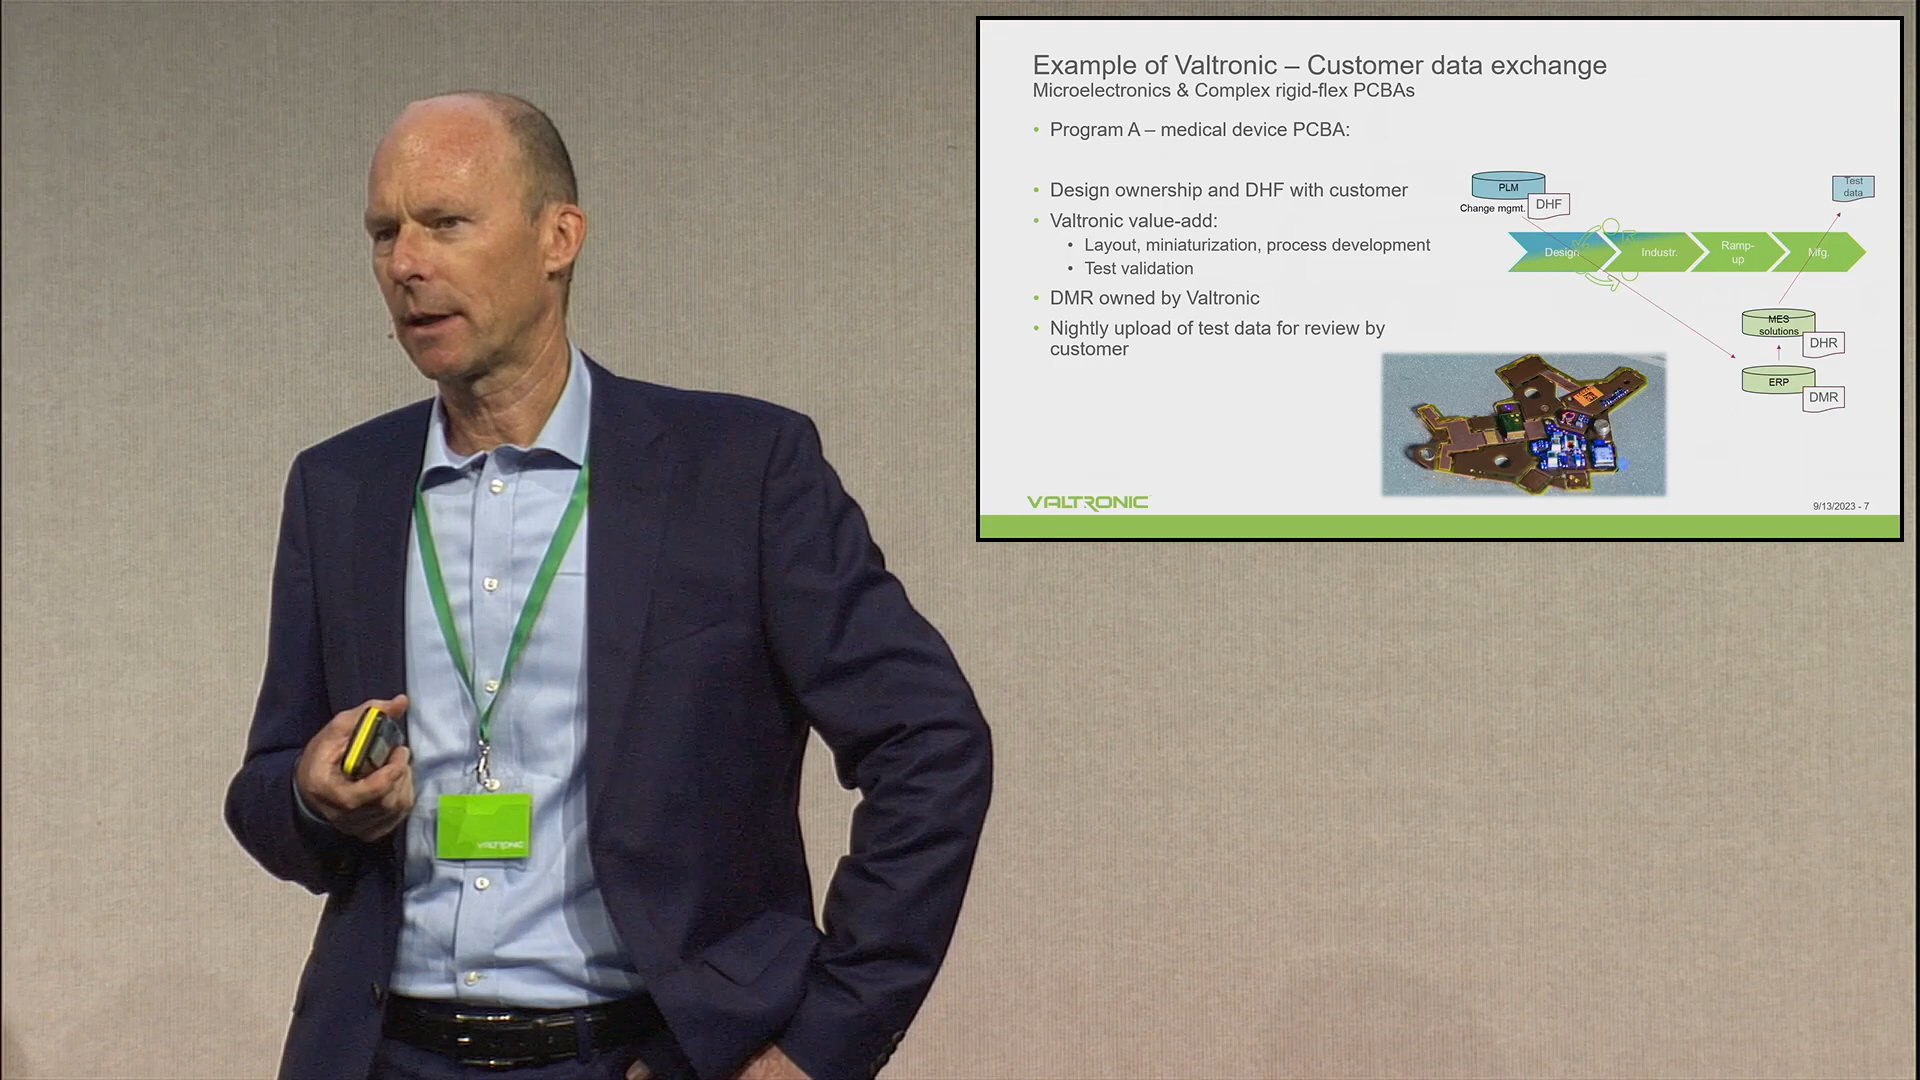 Example of Valtronic – Customer data exchange
Microelectronics & Complex rigid-flex PCBAs
• Program A – medical device PCBA:
• Design ownership and DHF with customer
• Valtronic value-add:
• Layout, miniaturization, process development
• Test validation
• DMR owned by Valtronic
• Nightly upload of test data for review by
customer
PLM
DHF
Change mgmt.
Test
data
Design
Industr.
Ramp-
up
Mfg.
MES
solutions
DHR
ERP
DMR
VALTRONIC
9/13/2023 - 7
VALTRONIC